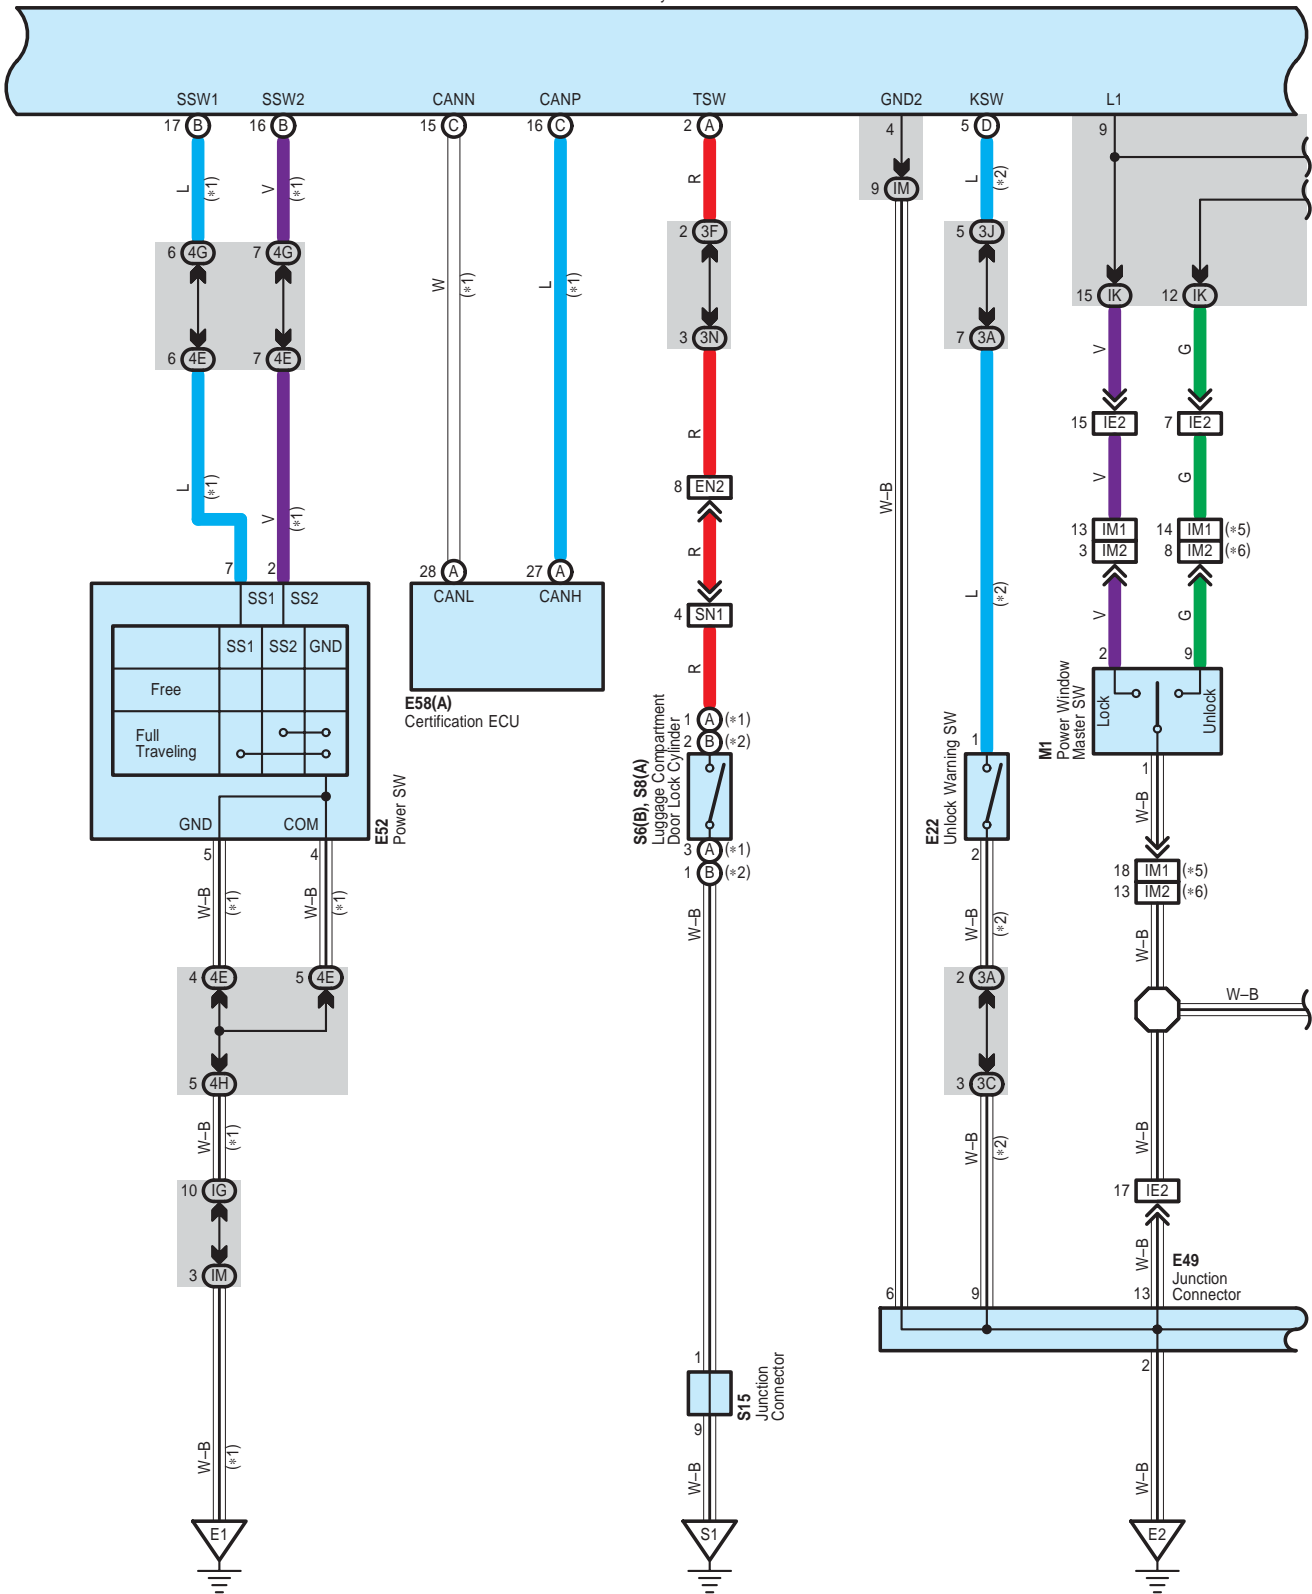 SSW1 SSW2 CANN CANP TSW GND2 KSW L1
17 B 16 B 15 C 16 C 2 A 4 5 D 9
9 IM
L (*1) V (*1) R L (*2)
6 4G 7 4G 2 3F 5 3J
W (*1) L (*1)
15 IK 12 IK
6 4E 7 4E 3 3N 7 3A
V G
15 IE2 7 IE2
R
L (*1) V (*1) 8 EN2 W–B V G
13 IM1 14 IM1 (*5)
3 IM2 8 IM2 (*6)
R
7 2 28 A 27 A
SS1 SS2 CANL CANH L (*2)
4 SN1 V G
SS1 SS2 GND
2 9
Free R
E58(A)
Certification ECU
Full
Traveling
1 A (*1)
2 B (*2)
S6(B), S8(A)
Luggage Compartment
Door Lock Cylinder
1
E22
Unlock Warning SW
M1
Power Window
Master SW
Lock Unlock
1
GND COM
E52
Power SW
W–B
5 4 3 A (*1)
1 B (*2)
2
18 IM1 (*5)
13 IM2 (*6)
W–B (*1) W–B (*1) W–B W–B (*2) W–B
4 4E 5 4E 2 3A
W–B
5 4H 3 3C
W–B (*1) W–B (*2) W–B
10 IG 17 IE2
W–B
3 IM
E49
Junction
Connector
6 9 13
1 2
S15
Junction
Connector
9
W–B (*1) W–B W–B
E1 S1 E2